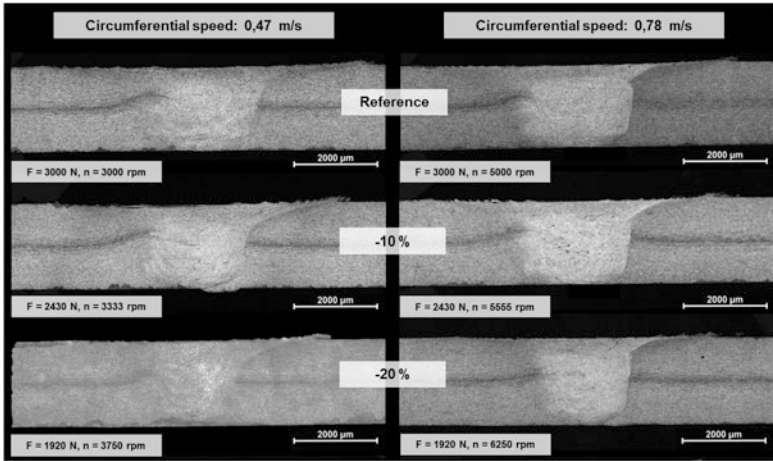 Circumferential speed: 0,47 m/s
Circumferential speed: 0,78 m/s
Reference
2000 µm
2000 µm
F = 3000 N, n = 3000 rpm
F = 3000 N, n = 5000 rpm
-10 %
2000 µm
2000 µm
F = 2430 N, n = 3333 rpm
F = 2430 N, n = 5555 rpm
-20 %
2000 µm
2000 µm
F = 1920 N, n = 3750 rpm
F = 1920 N, n = 6250 rpm